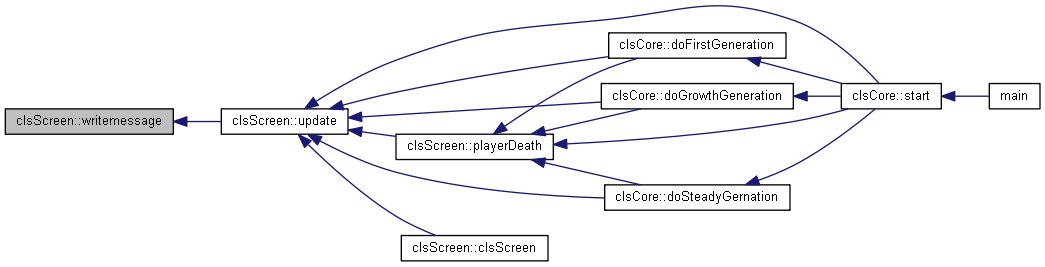 clsScreen::writemessage
clsScreen::update
clsCore::doFirstGeneration
clsCore::doGrowthGeneration
clsScreen::playerDeath
clsCore::doSteadyGernation
clsScreen::clsScreen
clsCore::start
main